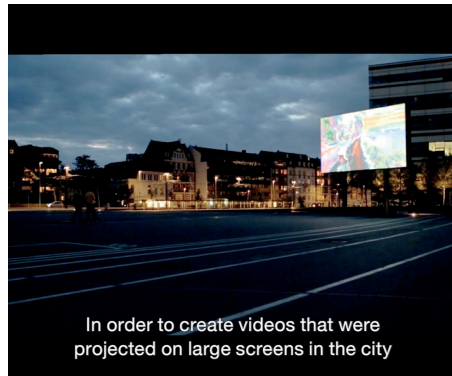 In order to create videos that were
projected on large screens in the city